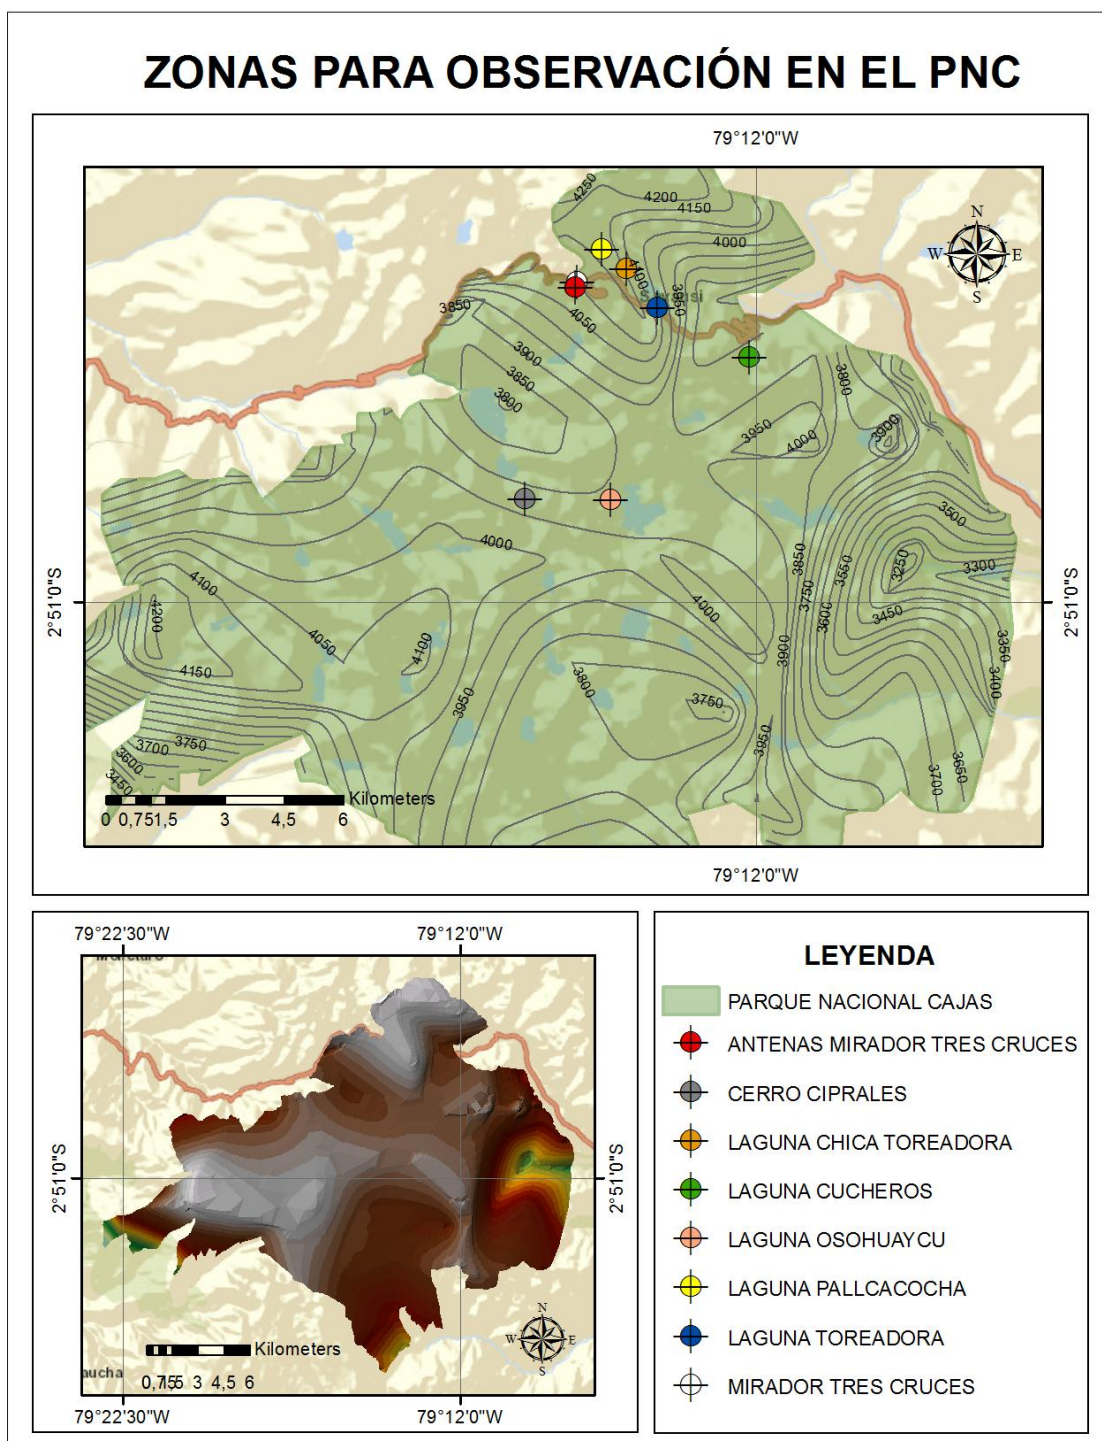 ZONAS PARA OBSERVACIÓN EN EL PNC
79°12'0"W
4250
4200
4150
4000
N
W E
S
4100
3950
3850
4050
3900
3850
3800
3800
3900
3950
4000
3500
4000
3850
3550
3250
3300
4100
4200
4000
3750
3600
3450
2°51'0"S
2°51'0"S
4050
4100
3900
3350
4150
3800
3400
3950
3750
3950
3700
3750
3600
3450
3700
3650
Kilometers
0 0,75 1,5 3 4,5 6
79°12'0"W
79°22'30"W 79°12'0"W
2°51'0"S
2°51'0"S
N
W E
S
Kilometers
0,75 1,5 3 4,5 6
aucha
79°22'30"W 79°12'0"W
LEYENDA
PARQUE NACIONAL CAJAS
ANTENAS MIRADOR TRES CRUCES
CERRO CIPRALES
LAGUNA CHICA TOREADORA
LAGUNA CUCHEROS
LAGUNA OSOHUAYCU
LAGUNA PALLCACOCHA
LAGUNA TOREADORA
MIRADOR TRES CRUCES